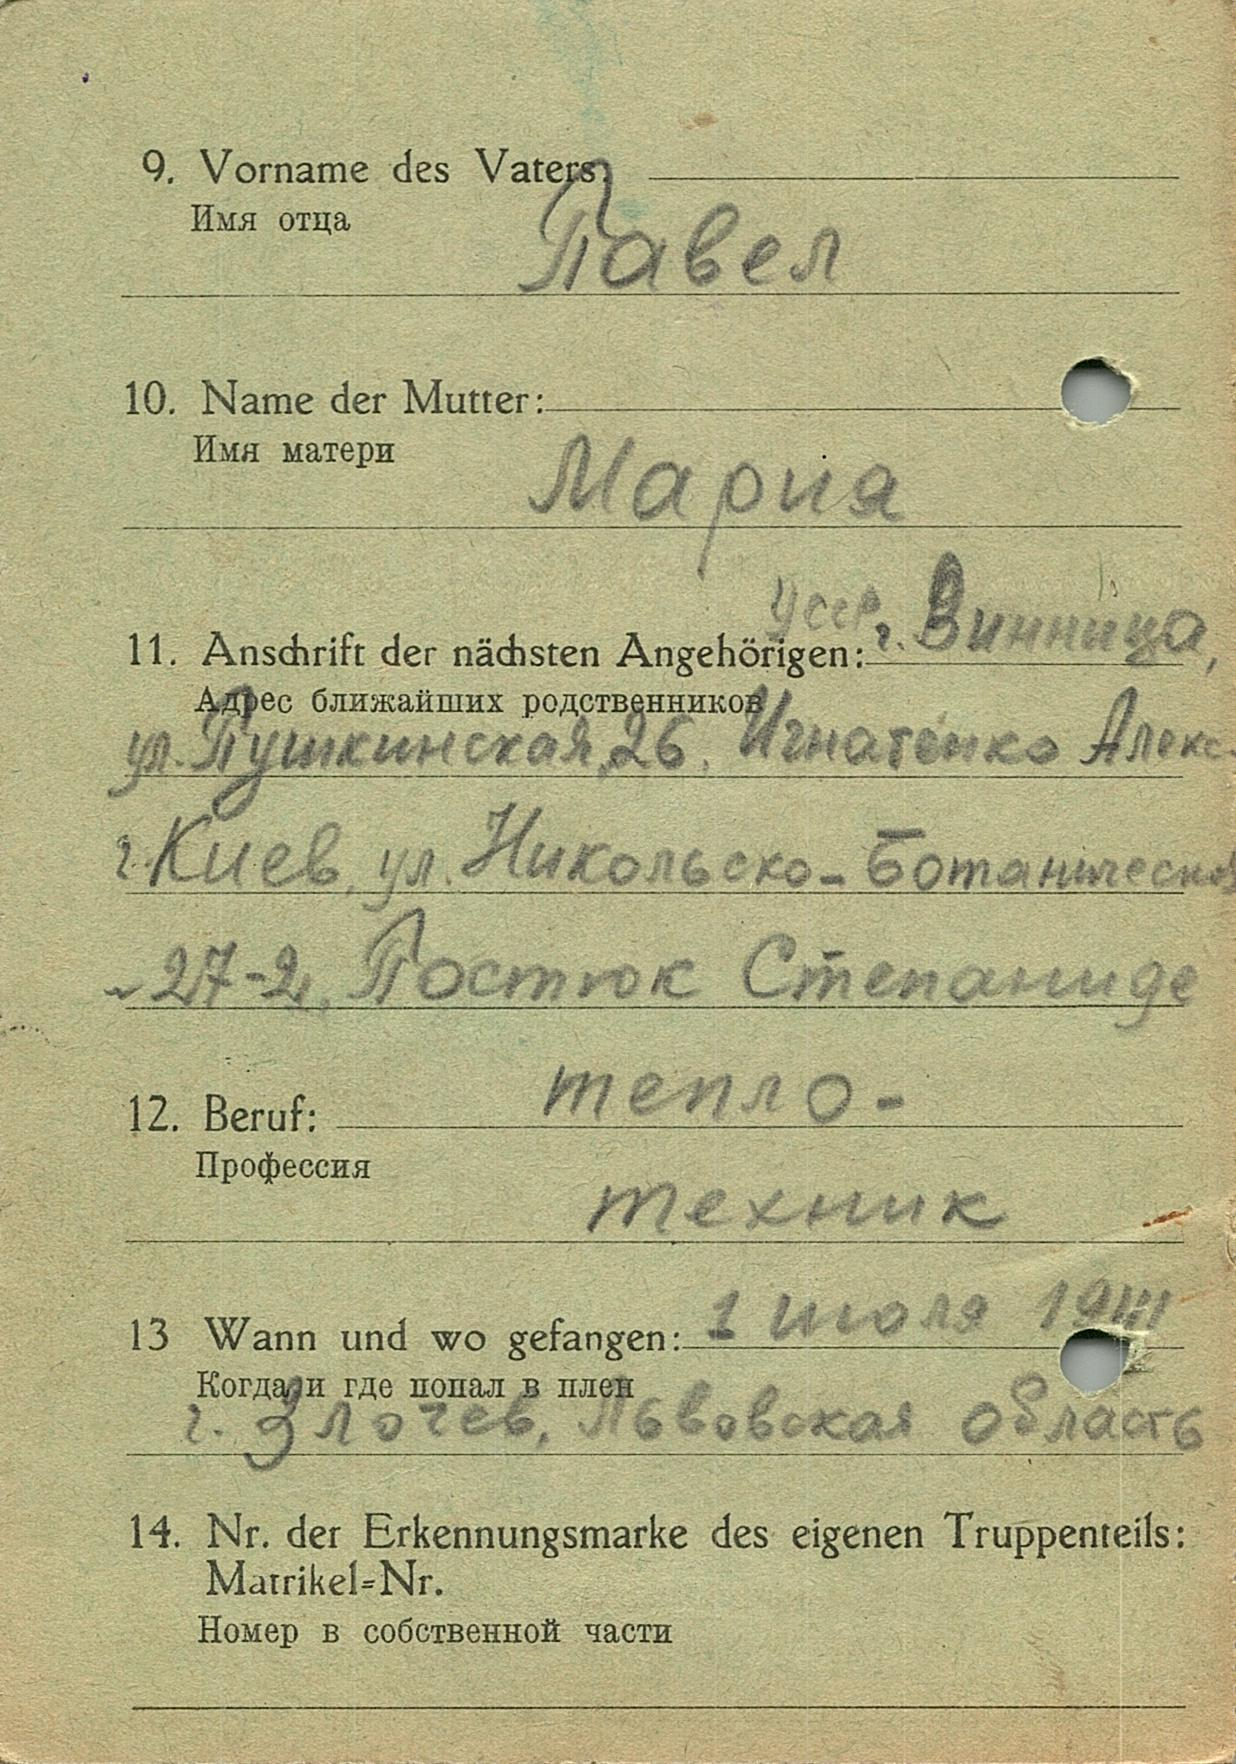 9. Vorname des Vaters:
Имя отца
Павел
10. Name der Mutter:
Имя матери
Мария
усср. г. Винница,
11. Anschrift der nächsten Angehörigen:
Адрес ближайших родственников
ул. Пушкинская, 26. Игнатенко Алекс.
г. Киев, ул. Никольско-Ботаническая
27-2, Постюк Степаниде
тепло-
12. Beruf:
Профессия
техник
13 Wann und wo gefangen: 1 июля 1941
Когда и где попал в плен
г. Злочев, Львовская область
14. Nr. der Erkennungsmarke des eigenen Truppenteils:
Matrikel=Nr.
Номер в собственной части